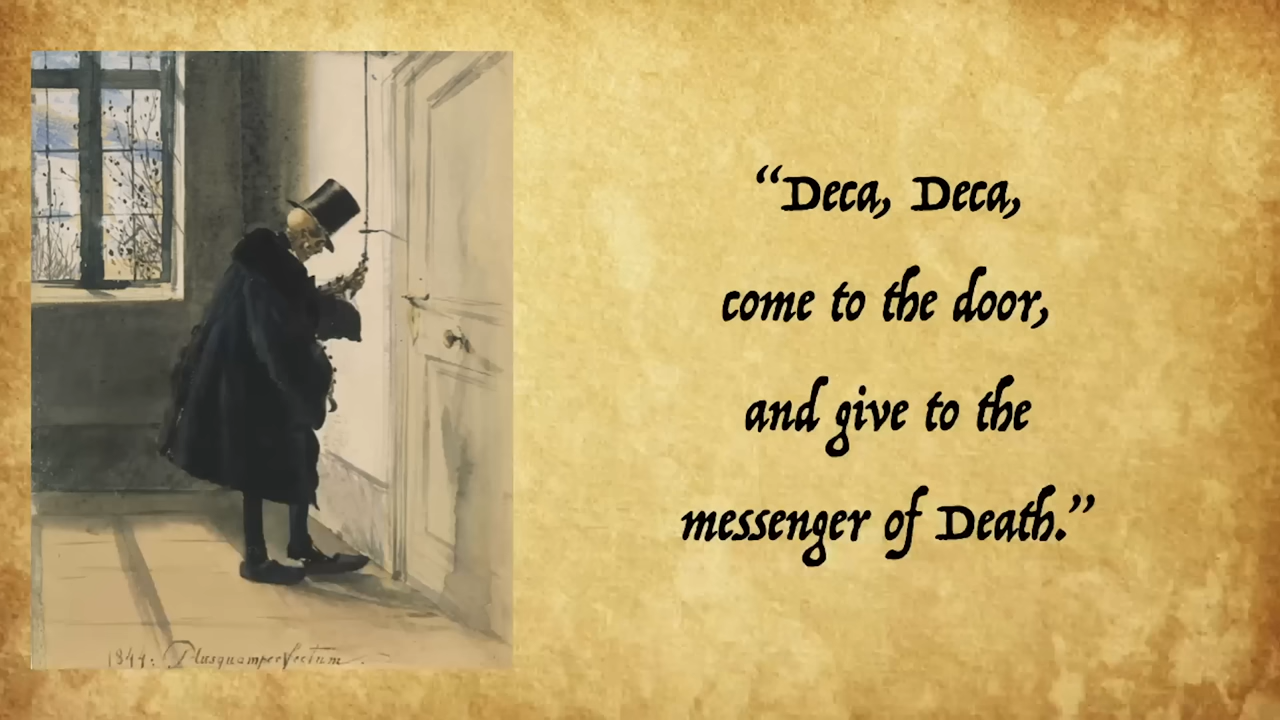 “Deca, Deca,
come to the door,
and give to the
messenger of Death.”
1844: Plusquamperfectum.